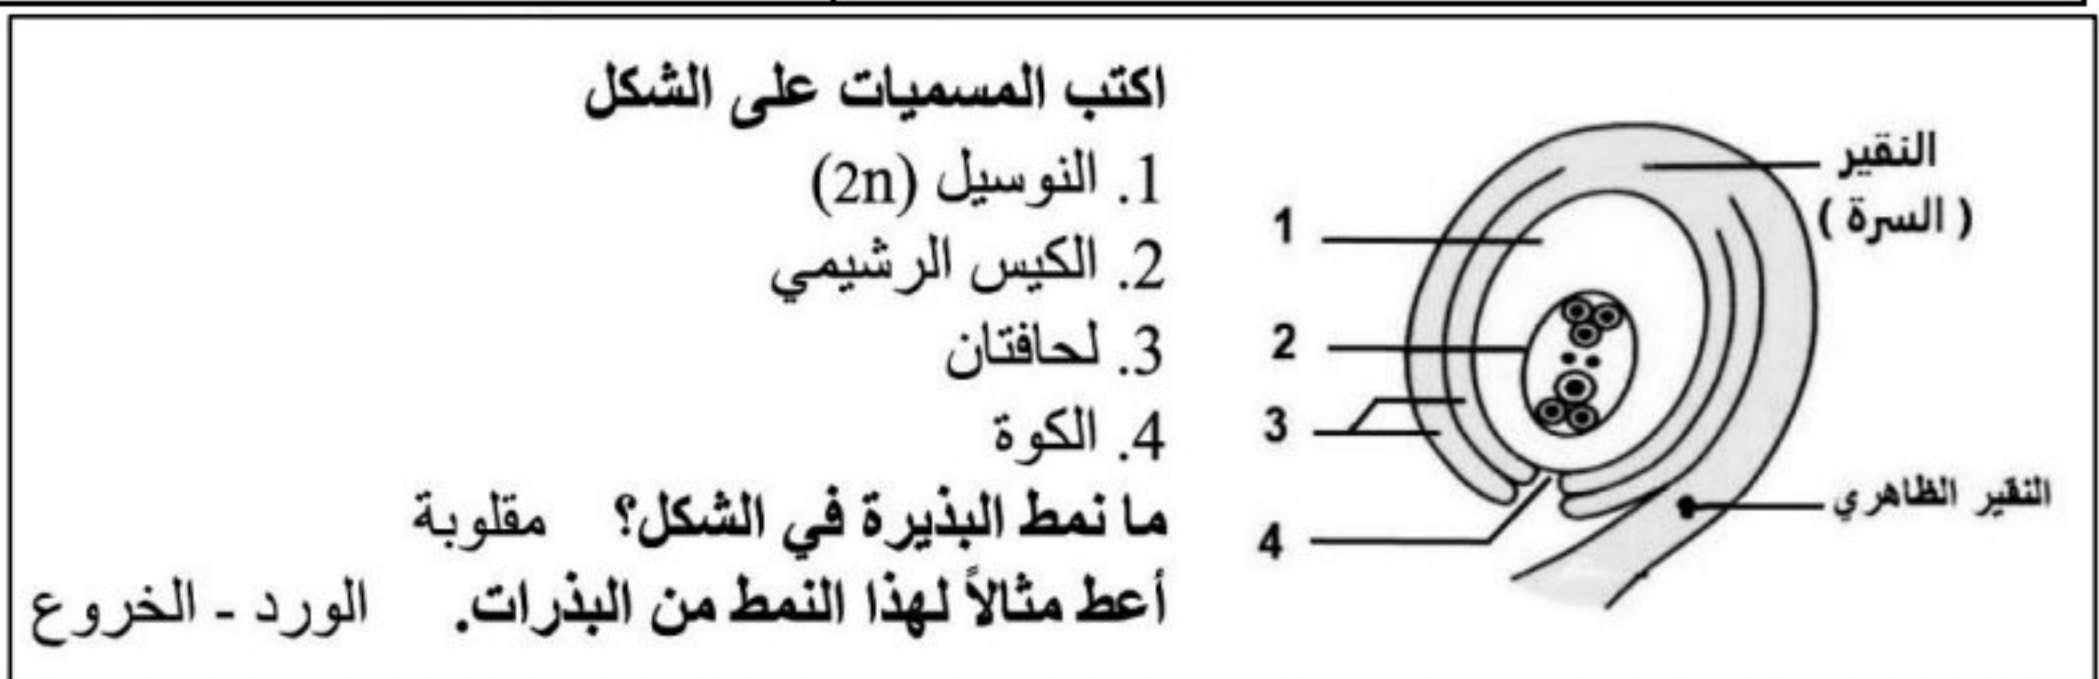 اكتب المسميات على الشكل
1. النوسيل (2n)
2. الكيس الرشيمي
3. لحافتان
4. الكوة
ما نمط البذيرة في الشكل؟ مقلوبة
أعط مثالاً لهذا النمط من البذرات. الورد - الخروع
النقير
(السرة)
1
2
3
النقير الظاهري
4